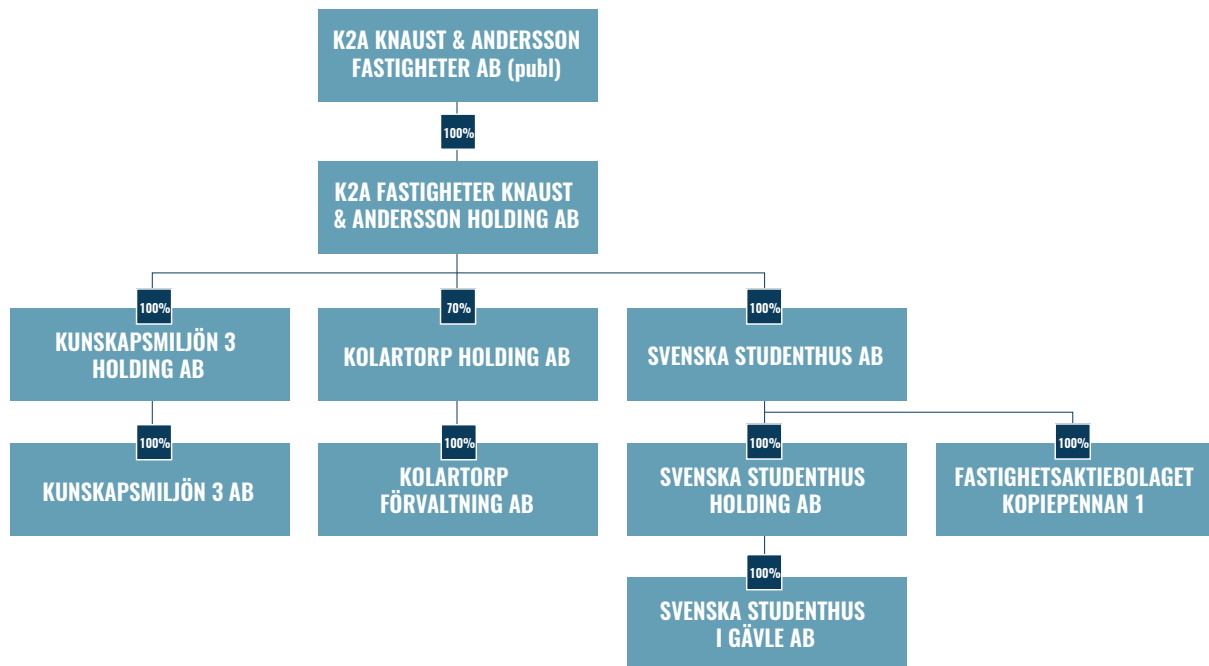 K2A KNAUST & ANDERSSON
FASTIGHETER AB (publ)
100%
K2A FASTIGHETER KNAUST
& ANDERSSON HOLDING AB
100%
70%
100%
KUNSKAPSMILJÖN 3
HOLDING AB
KOLARTORP HOLDING AB
SVENSKA STUDENTHUS AB
100%
100%
100%
100%
KUNSKAPSMILJÖN 3 AB
KOLARTORP
FÖRVALTNING AB
SVENSKA STUDENTHUS
HOLDING AB
FASTIGHETSAKTIEBOLAGET
KOPIEPENNAN 1
100%
SVENSKA STUDENTHUS
I GÄVLE AB